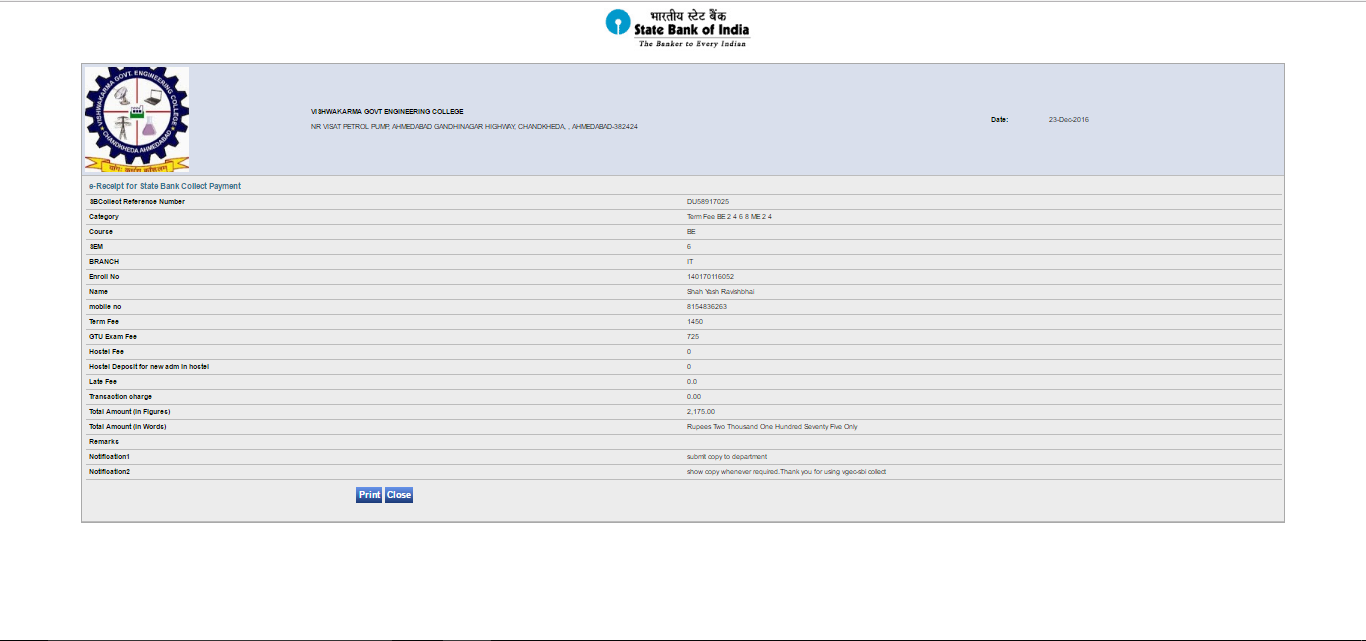 भारतीय स्टेट बैंक
State Bank of India
The Banker to Every Indian
VISHWAKARMA GOVT. ENGINEERING COLLEGE
CHANDKHEDA AHMEDABAD
VISHWAKARMA GOVT ENGINEERING COLLEGE
NR VISAT PETROL PUMP, AHMEDABAD GANDHINAGAR HIGHWAY, CHANDKHEDA, , AHMEDABAD-382424
Date: 23-Dec-2016
e-Receipt for State Bank Collect Payment
SBCollect Reference Number DU58917025
Category Term Fee BE 2 4 6 8 ME 2 4
Course BE
SEM 6
BRANCH IT
Enroll No 140170116052
Name Shah Yash Ravishbhai
mobile no 8154836263
Term Fee 1450
GTU Exam Fee 725
Hostel Fee 0
Hostel Deposit for new adm in hostel 0
Late Fee 0.0
Transaction charge 0.00
Total Amount (In Figures) 2,175.00
Total Amount (In Words) Rupees Two Thousand One Hundred Seventy Five Only
Remarks
Notification1 submit copy to department
Notification2 show copy whenever required.Thank you for using vgec-sbi collect
Print Close